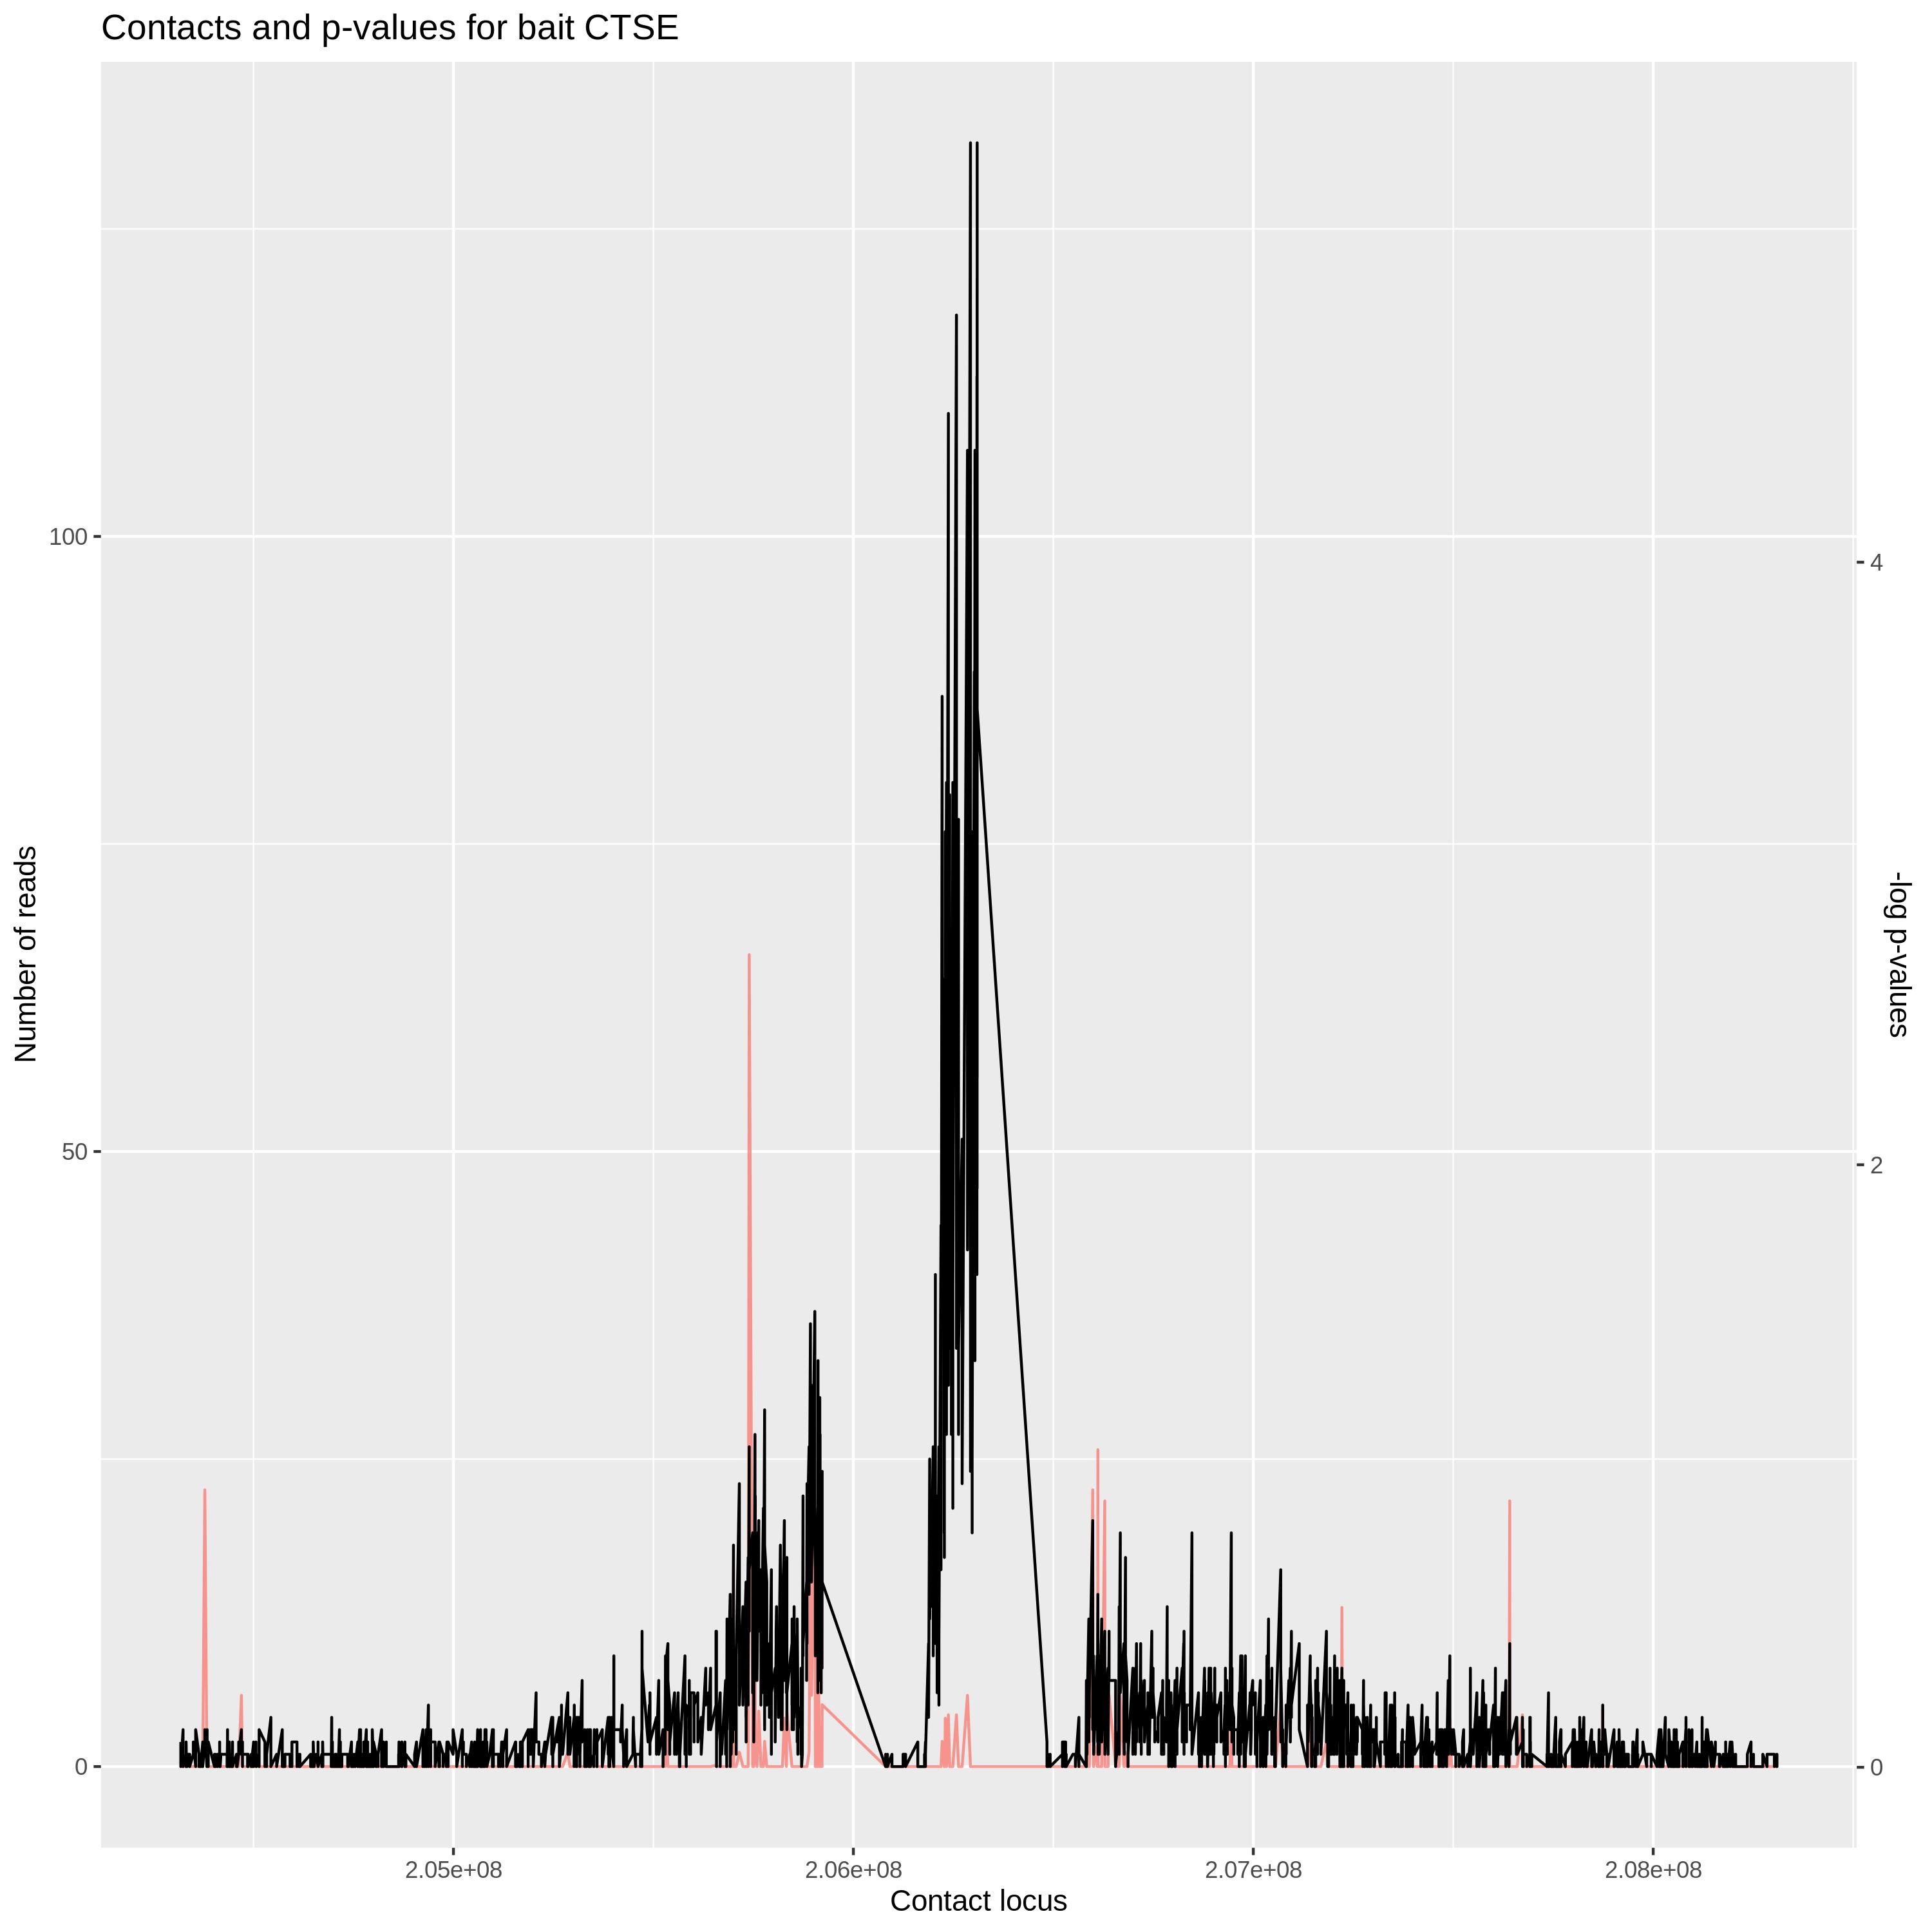 Contacts and p-values for bait CTSE
100
50
0
Number of reads
4
2
0
-log p-values
2.05e+08
2.06e+08
2.07e+08
2.08e+08
Contact locus